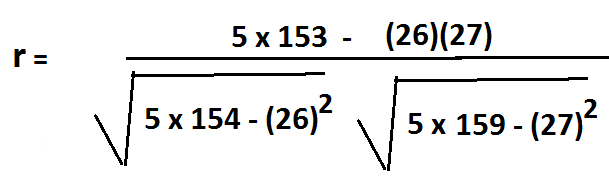 5 x 153 - (26)(27)
r =
√5 x 154 - (26)² √5 x 159 - (27)²